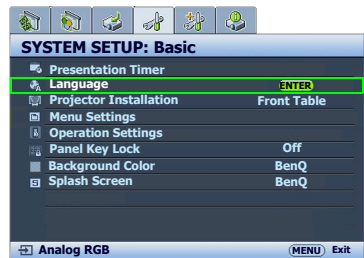 SYSTEM SETUP: Basic
Presentation Timer
Language ENTER
Projector Installation Front Table
Menu Settings
Operation Settings
Panel Key Lock Off
Background Color BenQ
Splash Screen BenQ
Analog RGB MENU Exit